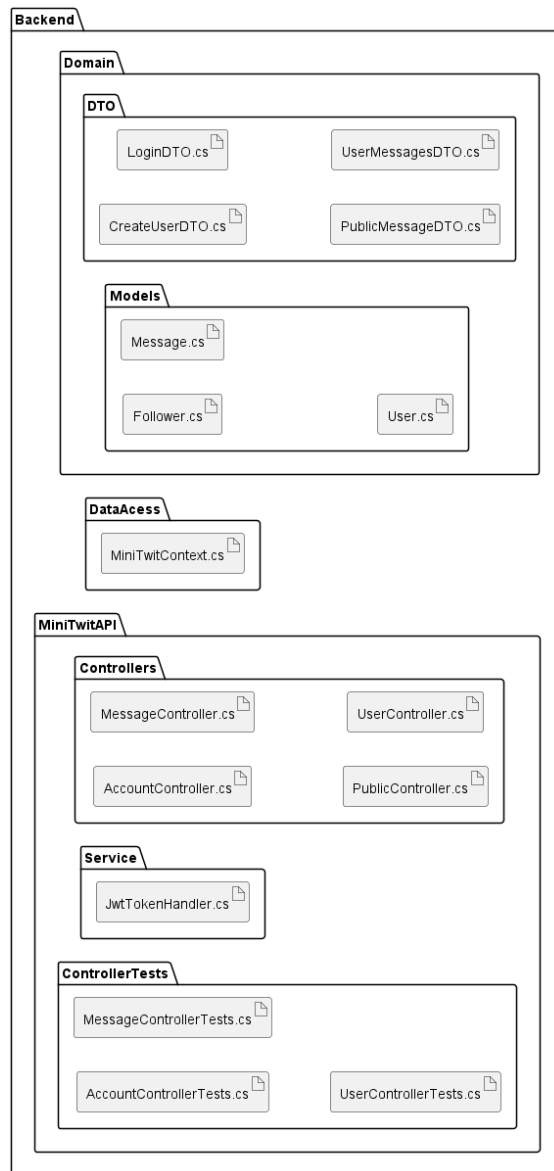 Backend
Domain
DTO
LoginDTO.cs
UserMessagesDTO.cs
CreateUserDTO.cs
PublicMessageDTO.cs
Models
Message.cs
Follower.cs
User.cs
DataAcess
MiniTwitContext.cs
MiniTwitAPI
Controllers
MessageController.cs
UserController.cs
AccountController.cs
PublicController.cs
Service
JwtTokenHandler.cs
ControllerTests
MessageControllerTests.cs
AccountControllerTests.cs
UserControllerTests.cs